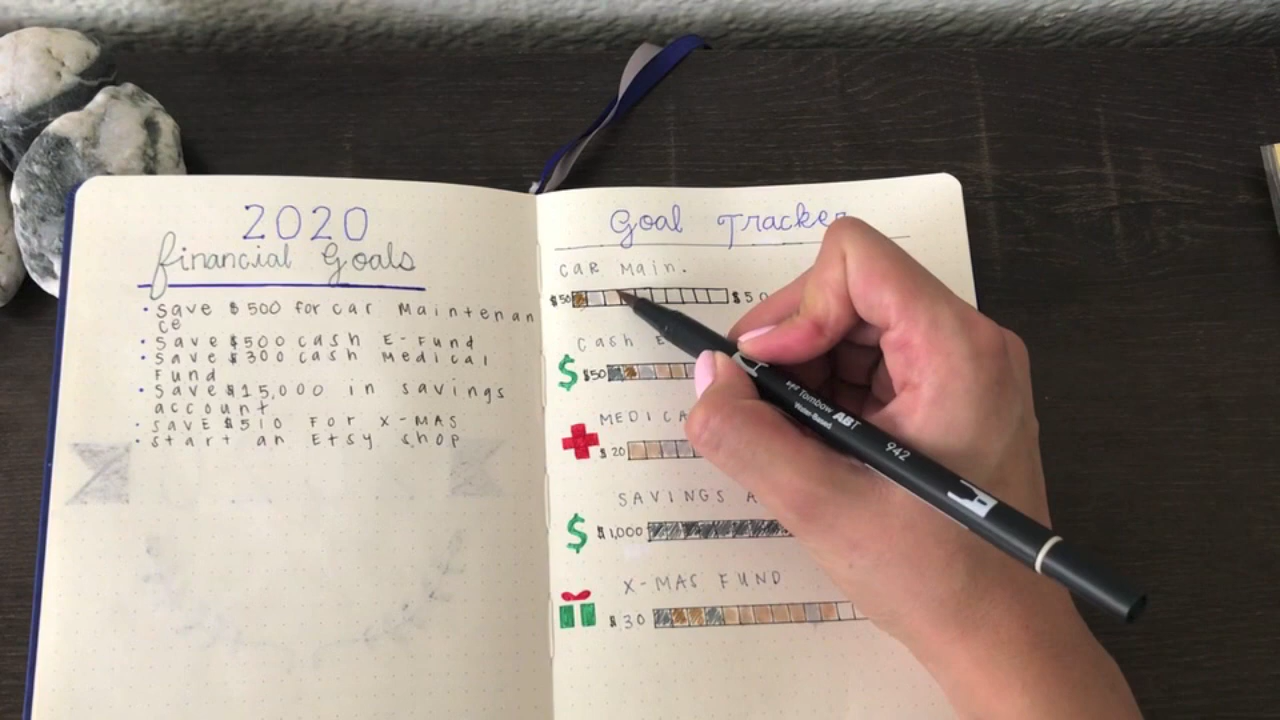 2020
financial Goals
• Save $500 for car Maintenan
ce
• Save $500 cash E-Fund
• Save $300 cash Medical
Fund
• Save $15,000 in savings
account
• SAVE $510 For X-MAS
• start an Etsy shop
Goal Tracker
CAR Main.
$50 $50
Cash E
$ $50
MEDICA
$20
SAVINGS A
$ $1,000
X-MAS FUND
$30
Tombow ABT
Water-Based
942